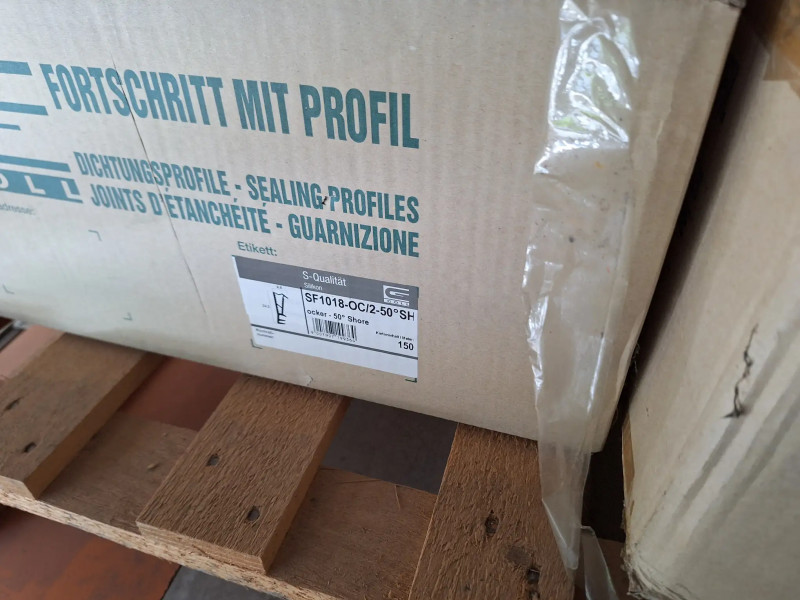 FORTSCHRITT MIT PROFIL
DICHTUNGSPROFILE - SEALING-PROFILES
JOINTS D'ETANCHÉITÉ - GUARNIZIONE
Etikett:
S-Qualität
Silikon
SF1018-OC/2-50°SH
ocker - 50° Shore
150